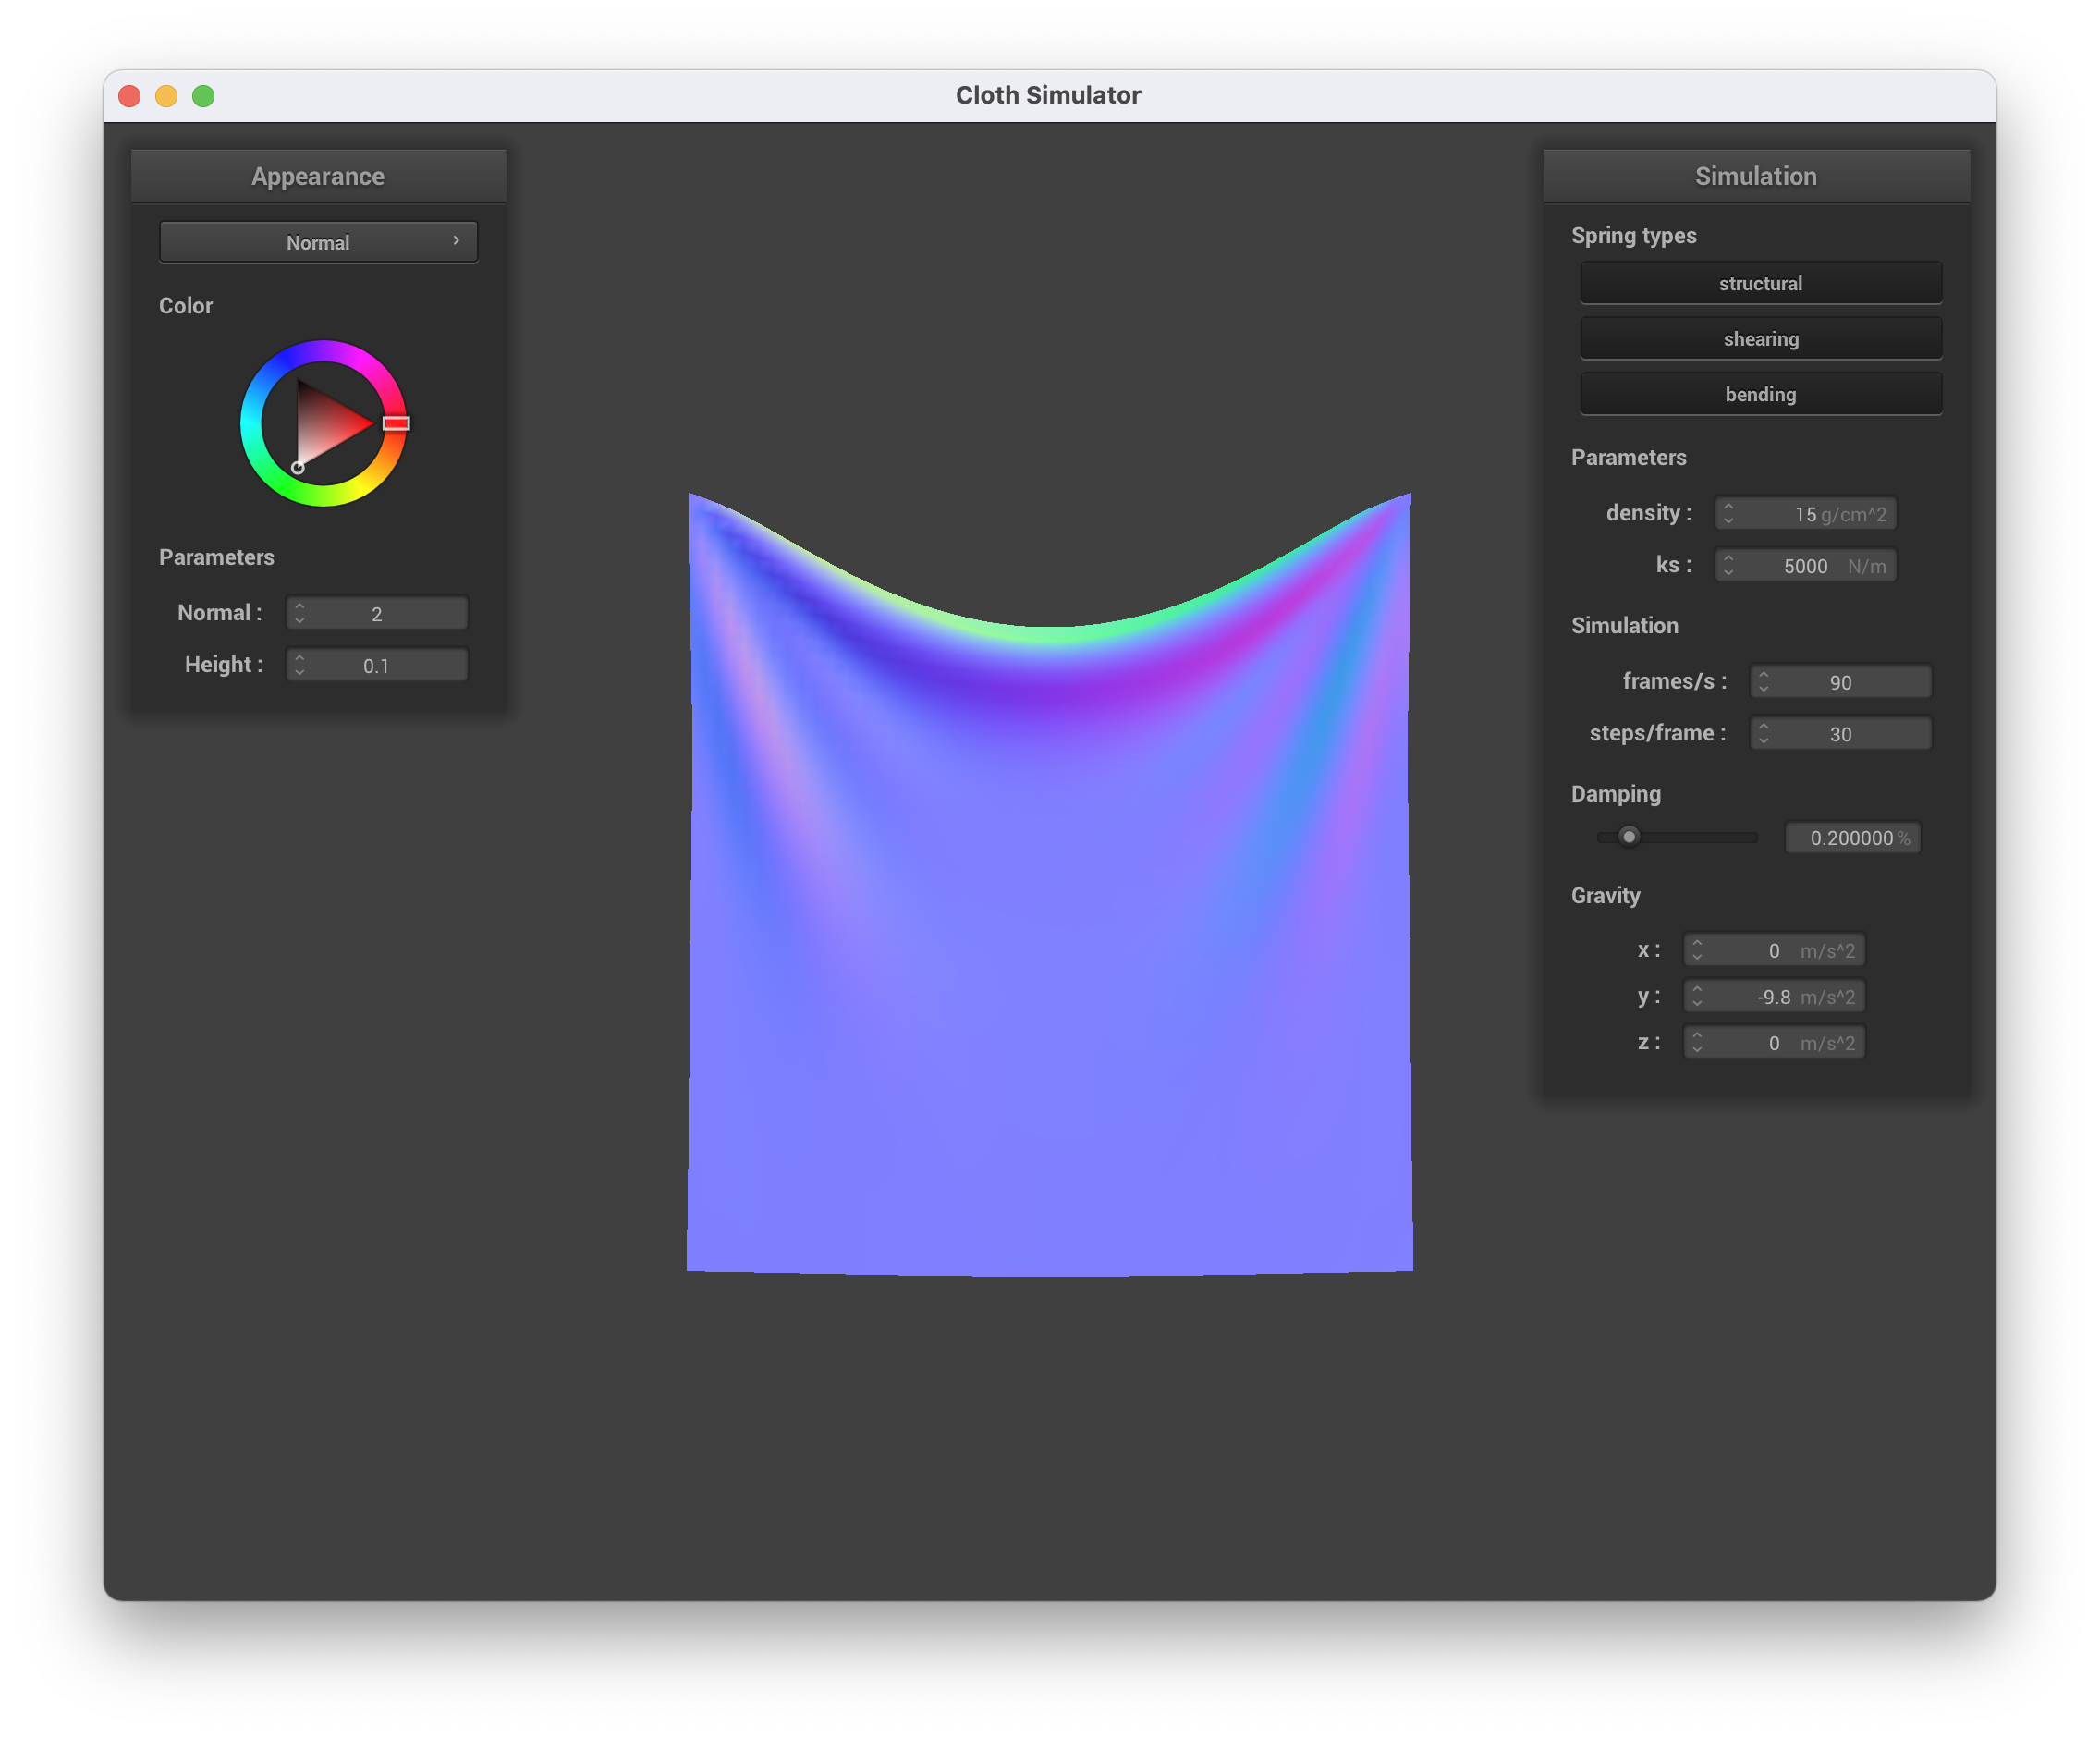 Cloth Simulator
Appearance
Normal
Color
Parameters
Normal : 2
Height : 0.1
Simulation
Spring types
structural
shearing
bending
Parameters
density : 15 g/cm^2
ks : 5000 N/m
Simulation
frames/s : 90
steps/frame : 30
Damping
0.200000 %
Gravity
x : 0 m/s^2
y : -9.8 m/s^2
z : 0 m/s^2